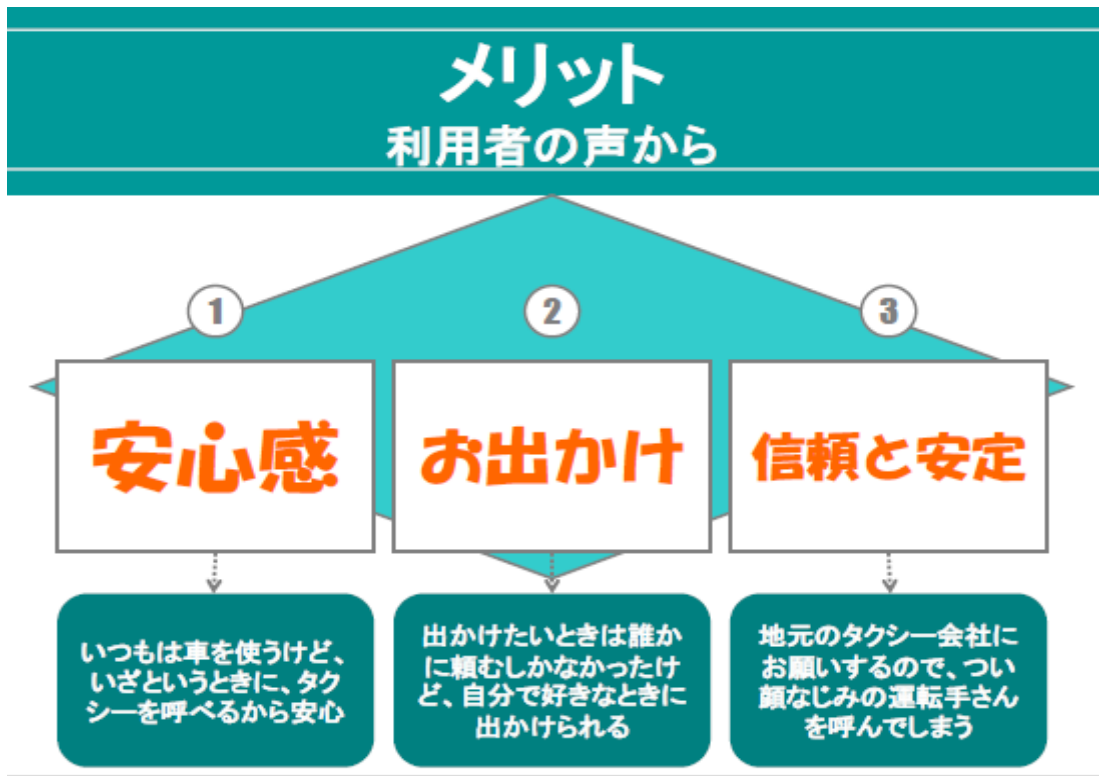 メリット
利用者の声から
1
2
3
安心感
お出かけ
信頼と安定
いつもは車を使うけど、
いざというときに、タク
シーを呼べるから安心
出かけたいときは誰か
に頼むしかなかったけ
ど、自分で好きなときに
出かけられる
地元のタクシー会社に
お願いするので、つい
顔なじみの運転手さん
を呼んでしまう